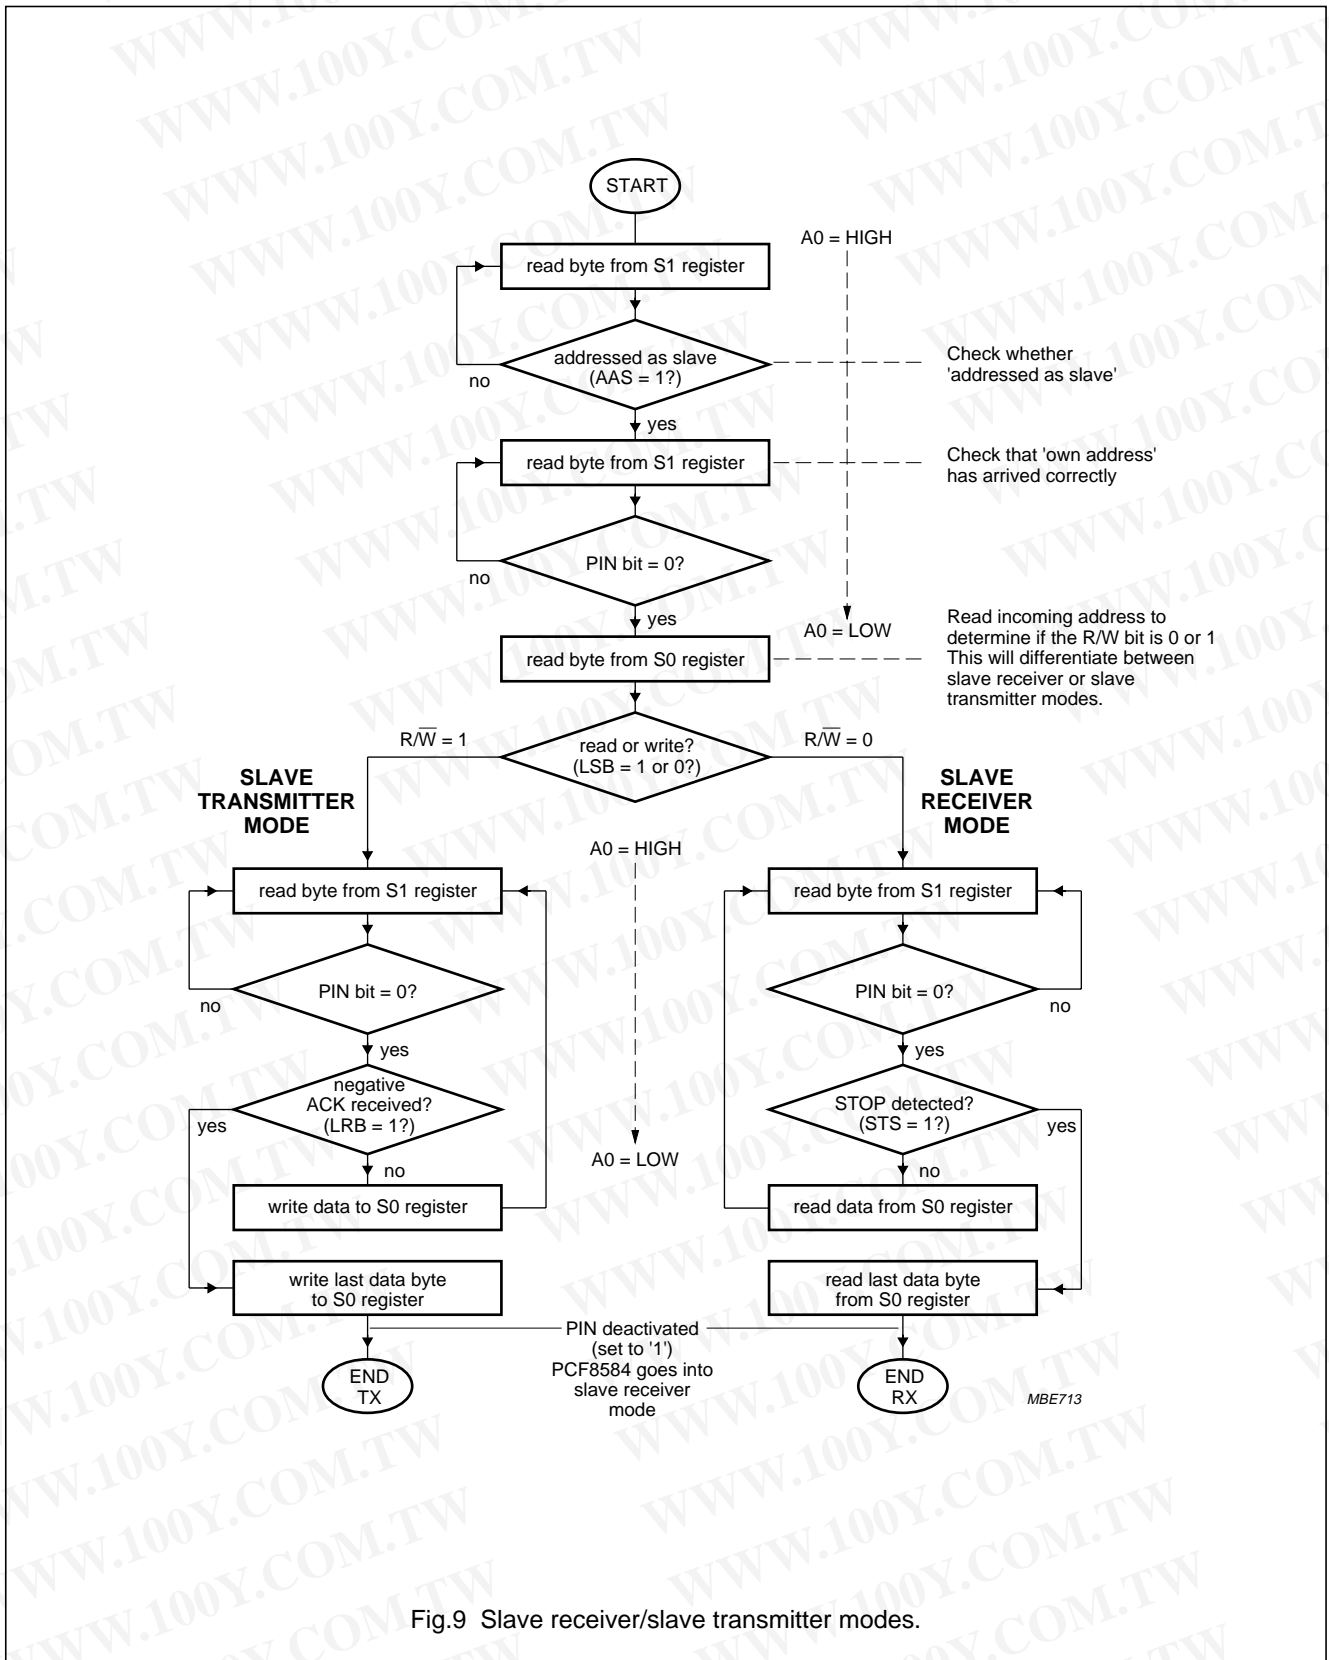 START
A0 = HIGH
read byte from S1 register
addressed as slave
(AAS = 1?)
no
Check whether
'addressed as slave'
yes
read byte from S1 register
Check that 'own address'
has arrived correctly
PIN bit = 0?
no
yes
A0 = LOW
read byte from S0 register
Read incoming address to
determine if the R/W bit is 0 or 1
This will differentiate between
slave receiver or slave
transmitter modes.
R/W̅ = 1
read or write?
(LSB = 1 or 0?)
R/W̅ = 0
SLAVE
TRANSMITTER
MODE
SLAVE
RECEIVER
MODE
A0 = HIGH
read byte from S1 register
PIN bit = 0?
no
yes
negative
ACK received?
(LRB = 1?)
yes
no
write data to S0 register
write last data byte
to S0 register
END
TX
A0 = LOW
read byte from S1 register
PIN bit = 0?
no
yes
STOP detected?
(STS = 1?)
yes
no
read data from S0 register
read last data byte
from S0 register
PIN deactivated
(set to '1')
PCF8584 goes into
slave receiver
mode
END
RX
MBE713
Fig.9 Slave receiver/slave transmitter modes.
WWW.100Y.COM.TW